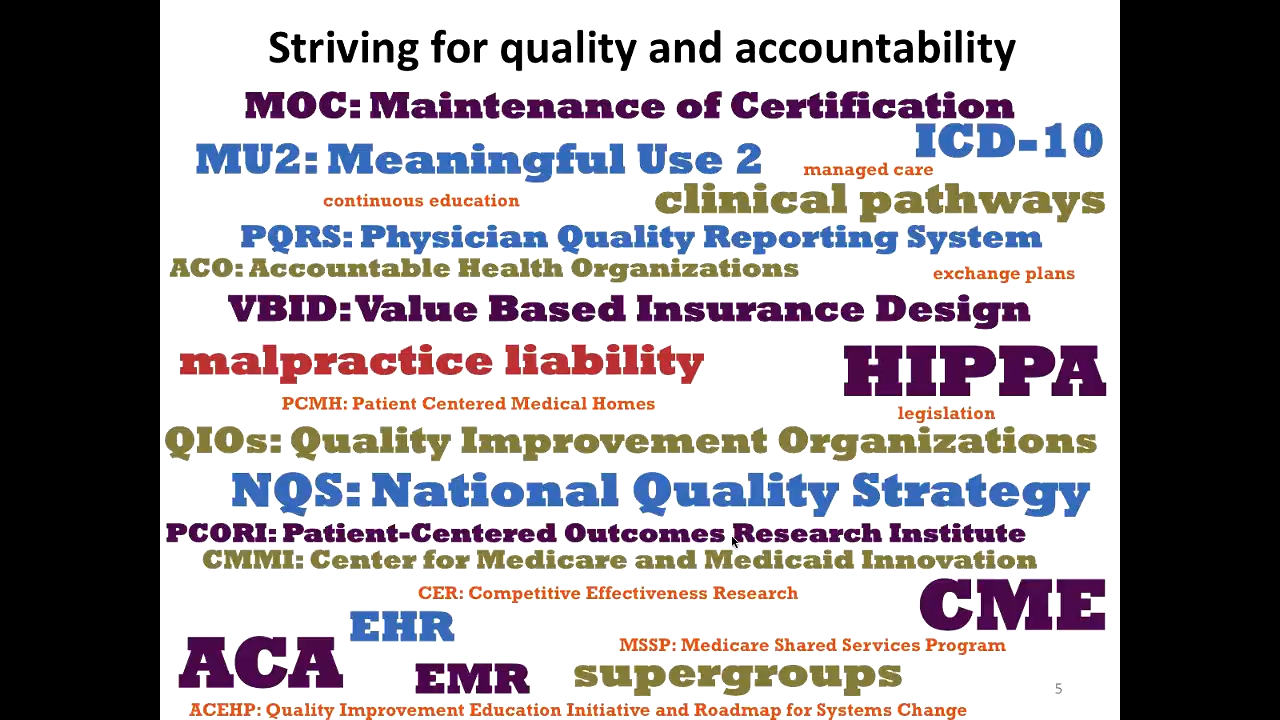 Striving for quality and accountability
MOC: Maintenance of Certification
ICD-10
MU2: Meaningful Use 2
managed care
continuous education
clinical pathways
PQRS: Physician Quality Reporting System
ACO: Accountable Health Organizations
exchange plans
VBID: Value Based Insurance Design
malpractice liability
HIPPA
PCMH: Patient Centered Medical Homes
legislation
QIOs: Quality Improvement Organizations
NQS: National Quality Strategy
PCORI: Patient-Centered Outcomes Research Institute
CMMI: Center for Medicare and Medicaid Innovation
CER: Competitive Effectiveness Research
CME
EHR
MSSP: Medicare Shared Services Program
ACA
EMR
supergroups
5
ACEHP: Quality Improvement Education Initiative and Roadmap for Systems Change